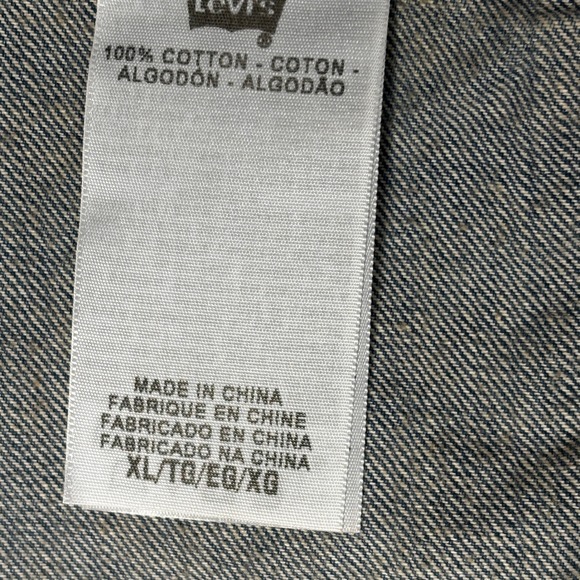 Levi's
®
100% COTTON - COTON -
ALGODÓN - ALGODÃO
MADE IN CHINA
FABRIQUE EN CHINE
FABRICADO EN CHINA
FABRICADO NA CHINA
XL/TG/EG/XG